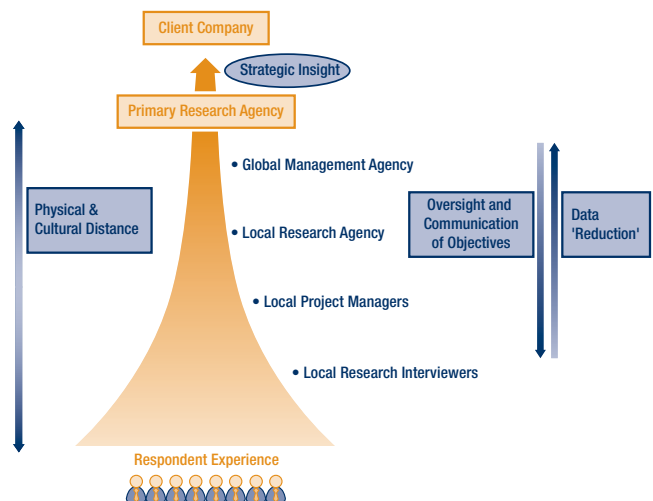 Client Company
Strategic Insight
Primary Research Agency
• Global Management Agency
Physical &
Cultural Distance
• Local Research Agency
Oversight and
Communication
of Objectives
Data
'Reduction'
• Local Project Managers
• Local Research Interviewers
Respondent Experience